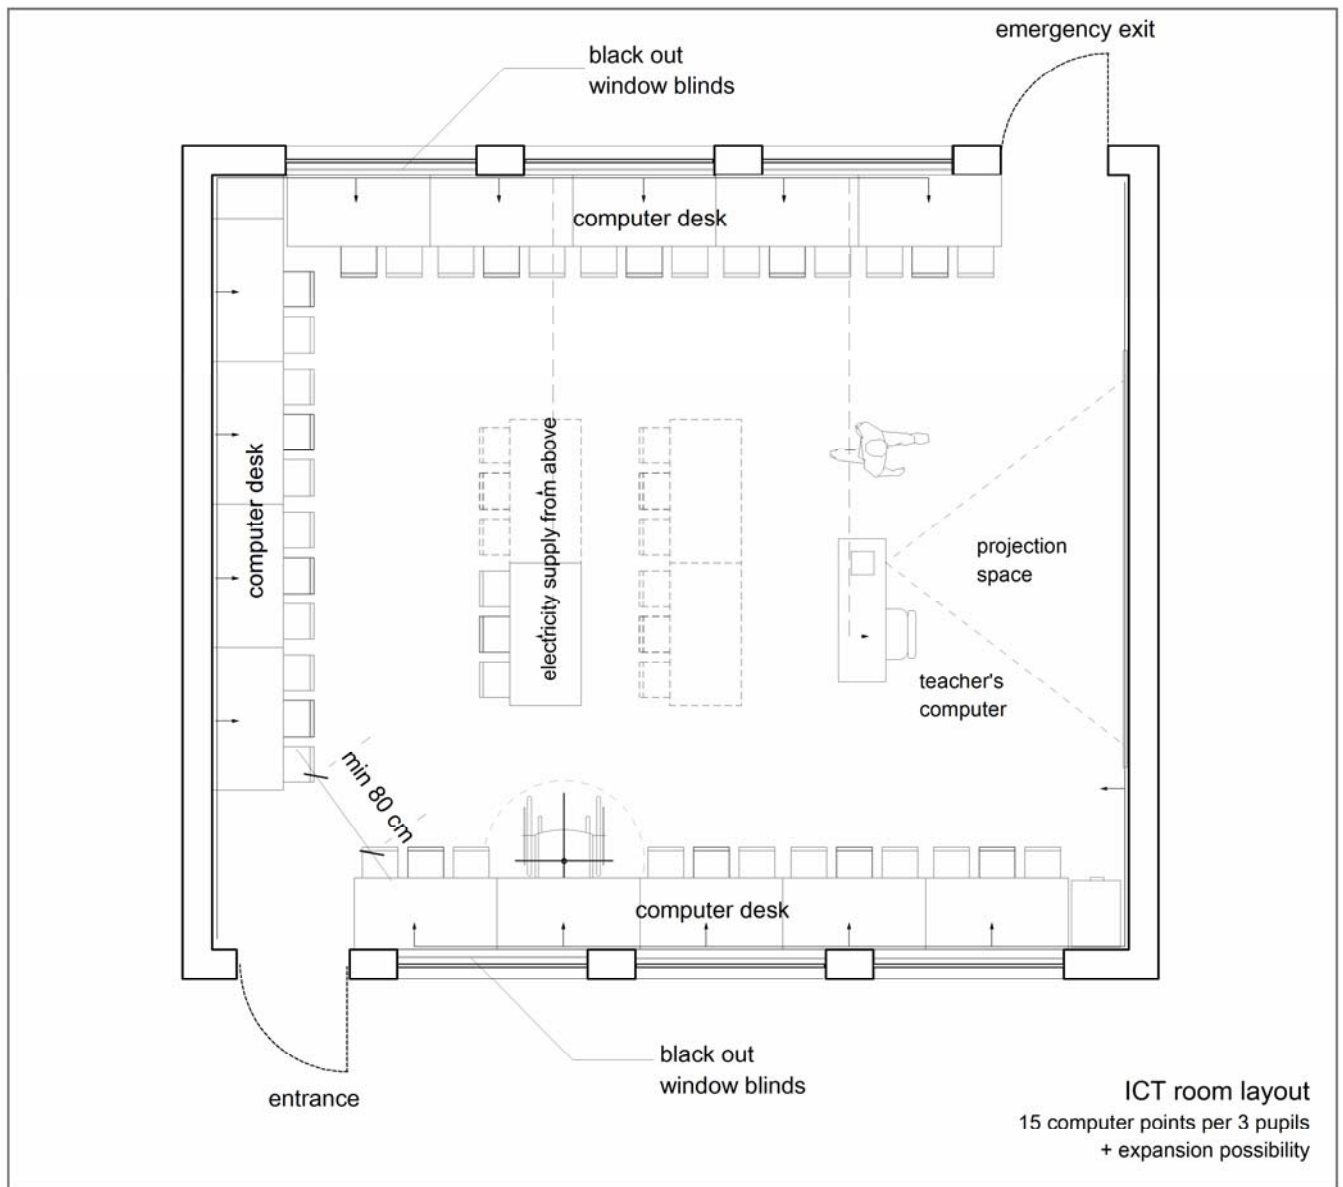 emergency exit
black out
window blinds
computer desk
computer desk
electricity supply from above
projection
space
teacher's
computer
min 80 cm
computer desk
black out
window blinds
entrance
ICT room layout
15 computer points per 3 pupils
+ expansion possibility